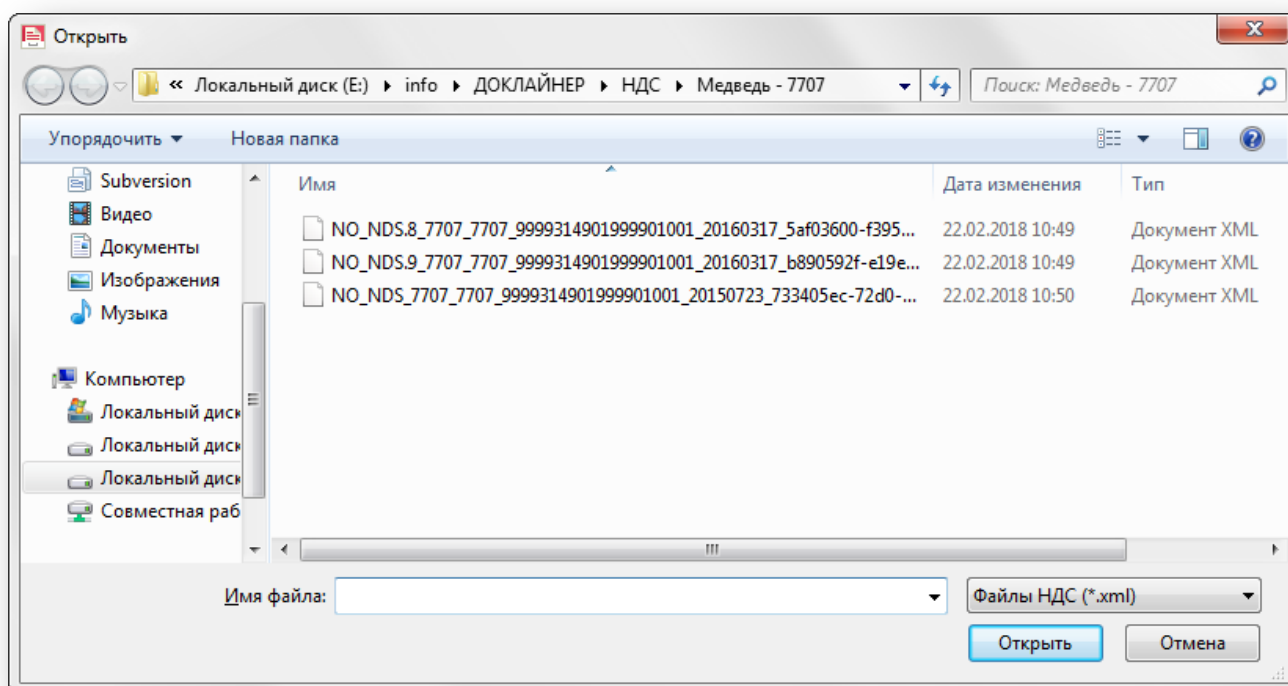 Открыть
« Локальный диск (E:) ▸ info ▸ ДОКЛАЙНЕР ▸ НДС ▸ Медведь - 7707
Поиск: Медведь - 7707
Упорядочить ▼ Новая папка
Subversion
Видео
Документы
Изображения
Музыка
Компьютер
Локальный диск
Локальный диск
Локальный диск
Совместная раб
Имя Дата изменения Тип
NO_NDS.8_7707_7707_9999314901999901001_20160317_5af03600-f395... 22.02.2018 10:49 Документ XML
NO_NDS.9_7707_7707_9999314901999901001_20160317_b890592f-e19e... 22.02.2018 10:49 Документ XML
NO_NDS_7707_7707_9999314901999901001_20150723_733405ec-72d0-... 22.02.2018 10:50 Документ XML
Имя файла:
Файлы НДС (*.xml)
Открыть Отмена